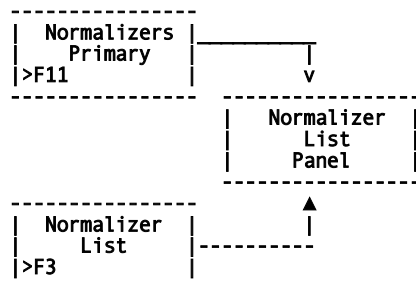 Normalizers
Primary
>F11
Normalizer
List
Panel
Normalizer
List
>F3